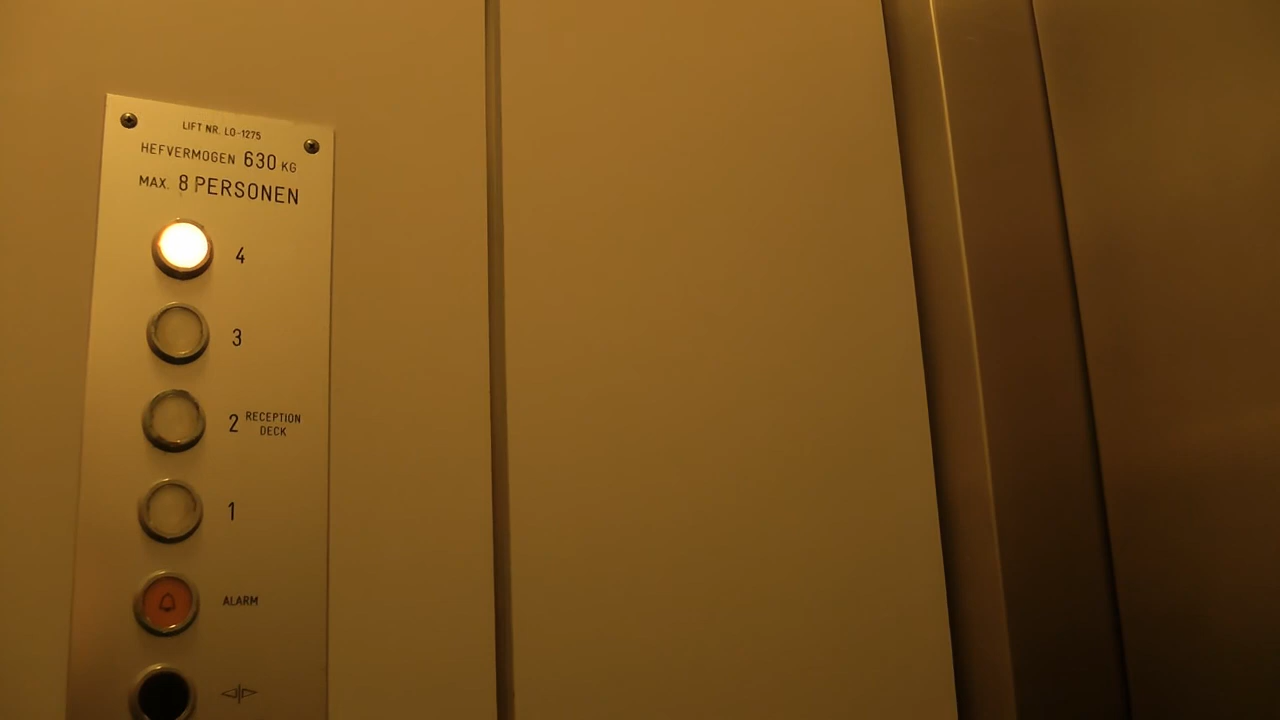 LIFT NR. LO-1275
HEFVERMOGEN 630 KG
MAX. 8 PERSONEN
4
3
2 RECEPTION
DECK
1
ALARM